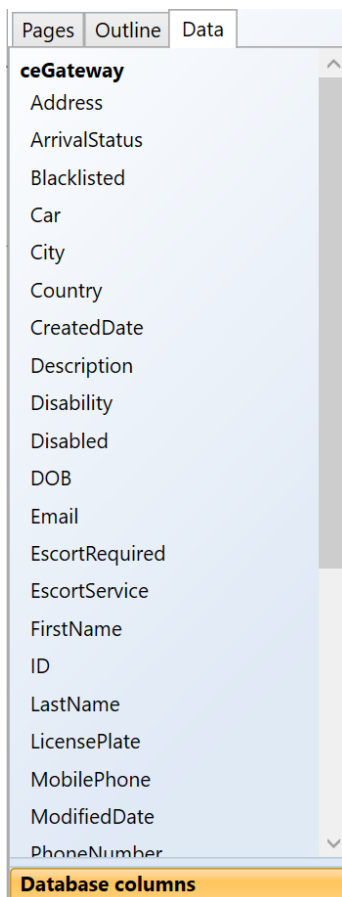 Pages Outline Data
ceGateway
Address
ArrivalStatus
Blacklisted
Car
City
Country
CreatedDate
Description
Disability
Disabled
DOB
Email
EscortRequired
EscortService
FirstName
ID
LastName
LicensePlate
MobilePhone
ModifiedDate
PhoneNumber
Database columns